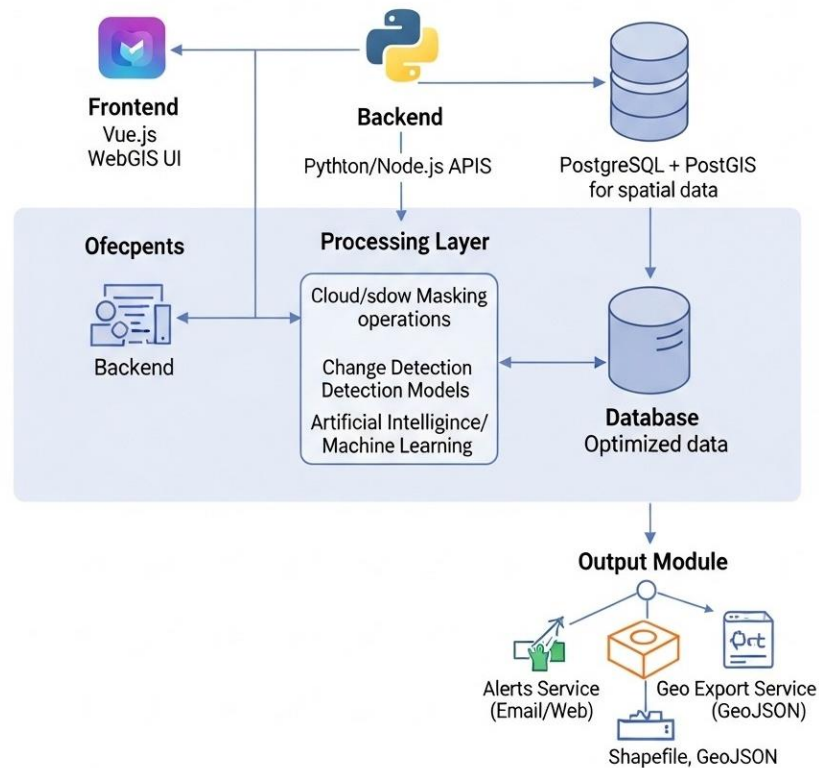 Frontend
Vue.js
WebGIS UI
Backend
Pythton/Node.js APIS
PostgreSQL + PostGIS
for spatial data
Ofecpents
Backend
Processing Layer
Cloud/sdow Masking
operations
Change Detection
Detection Models
Artificial Intelligince/
Machine Learning
Database
Optimized data
Output Module
Alerts Service
(Email/Web)
Geo Export Service
(GeoJSON)
Shapefile, GeoJSON